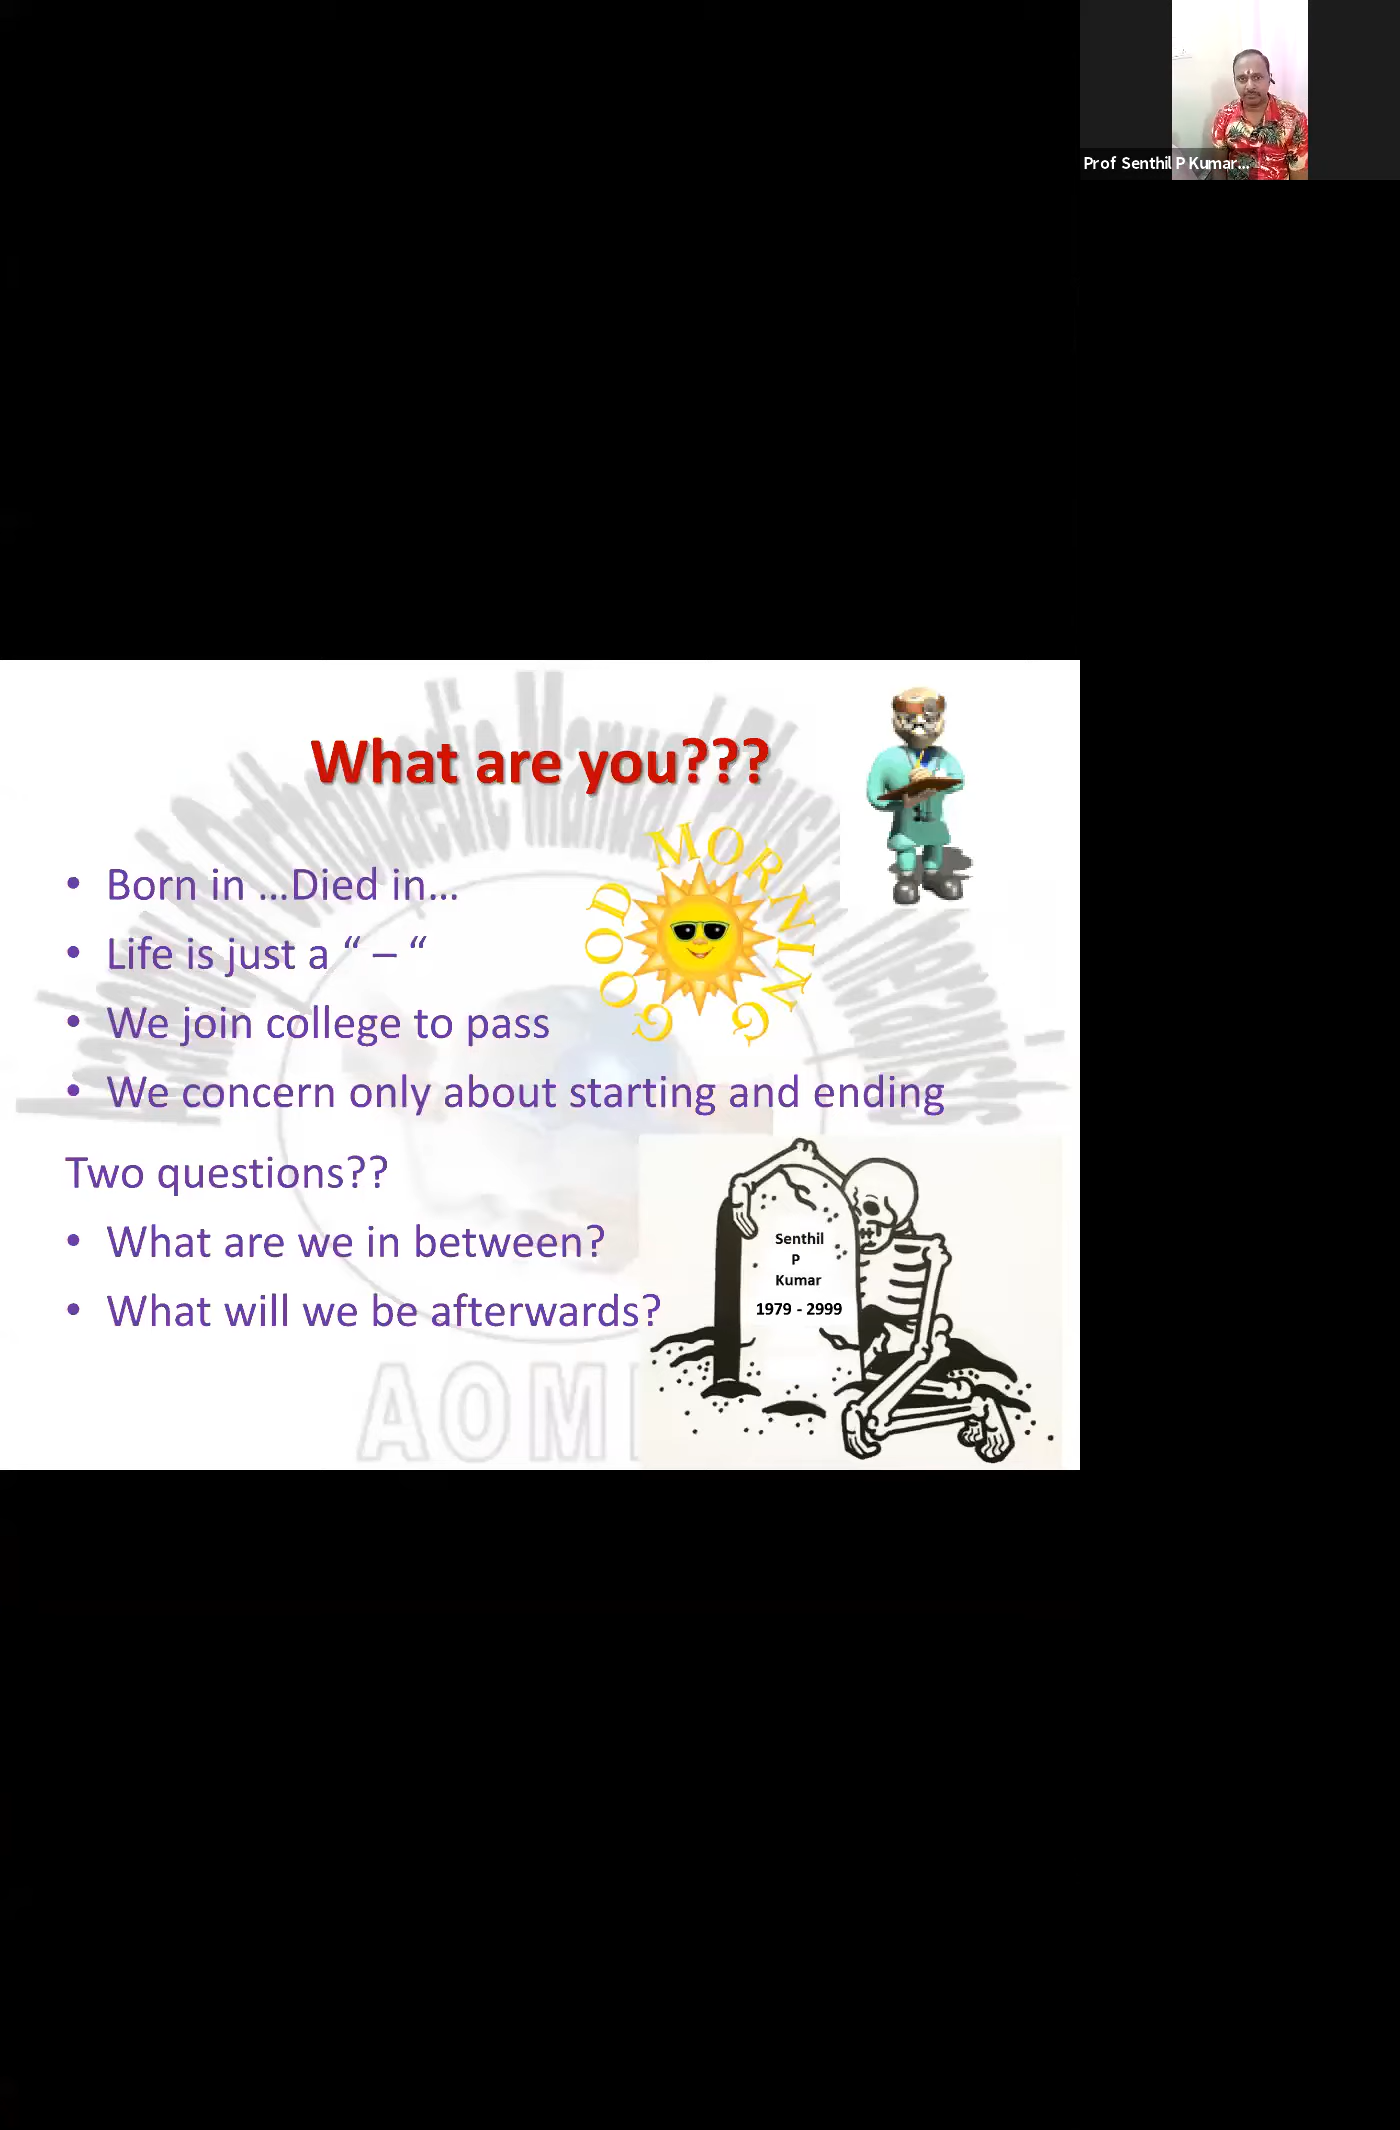 Prof Senthil P Kumar...
What are you???
GOOD MORNING
• Born in ...Died in...
• Life is just a “ – “
• We join college to pass
• We concern only about starting and ending
Two questions??
• What are we in between?
• What will we be afterwards?
Senthil
P
Kumar
1979 - 2999
AOM